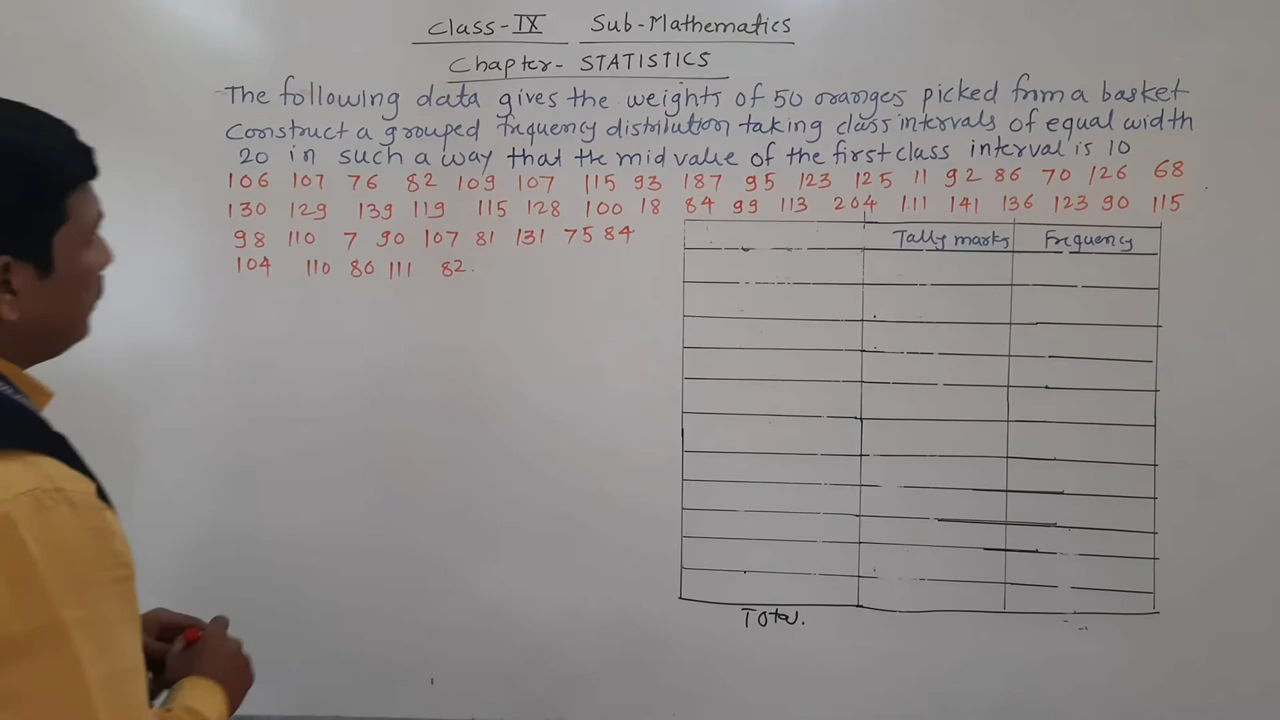 Class-IX Sub-Mathematics
Chapter- STATISTICS
The following data gives the weights of 50 oranges picked from a basket
Construct a grouped frquency distribution taking class intervals of equal width
20 in such a way that the mid value of the first class interval is 10
106 107 76 82 109 107 115 93 187 95 123 125 11 92 86 70 126 68
130 129 139 119 115 128 100 18 84 99 113 204 111 141 136 123 90 115
98 110 7 90 107 81 131 75 84
104 110 80 111 82.
Tally marks Frequency
Total.